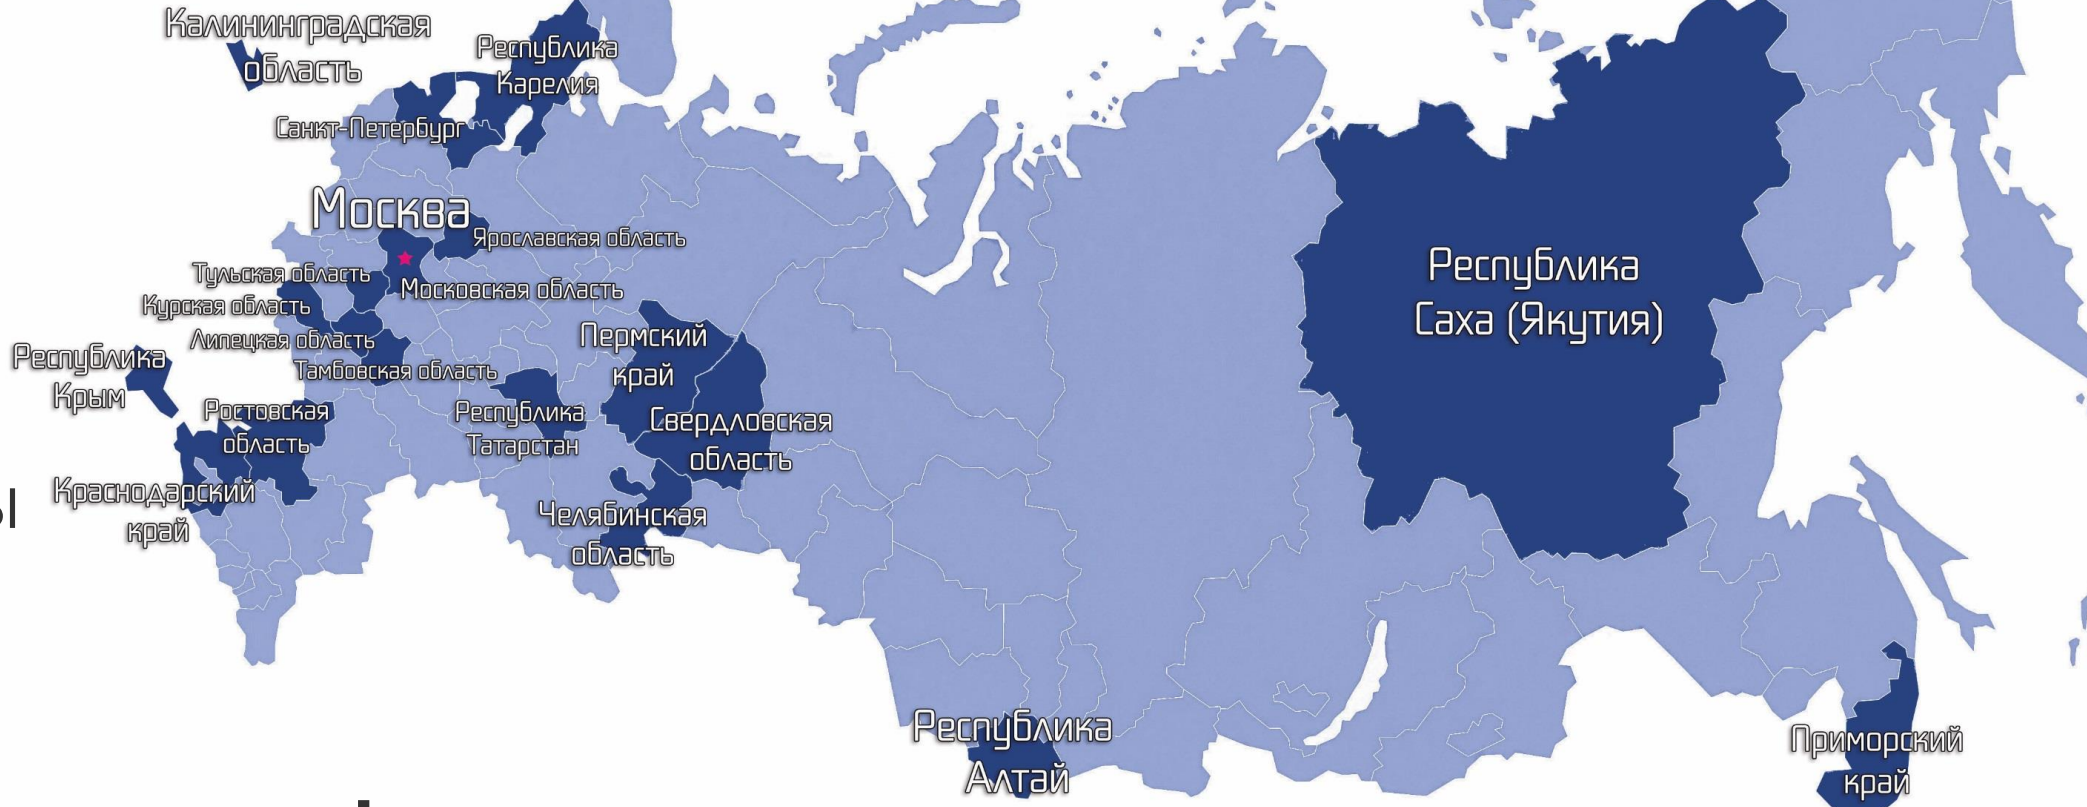 Калининградская
область
Республика
Карелия
Санкт-Петербург
Москва
Ярославская область
Тульская область
Московская область
Курская область
Липецкая область
Тамбовская область
Республика
Крым
Пермский
край
Ростовская
область
Республика
Татарстан
Свердловская
область
Краснодарский
край
Челябинская
область
Республика
Саха (Якутия)
Республика
Алтай
Приморский
край